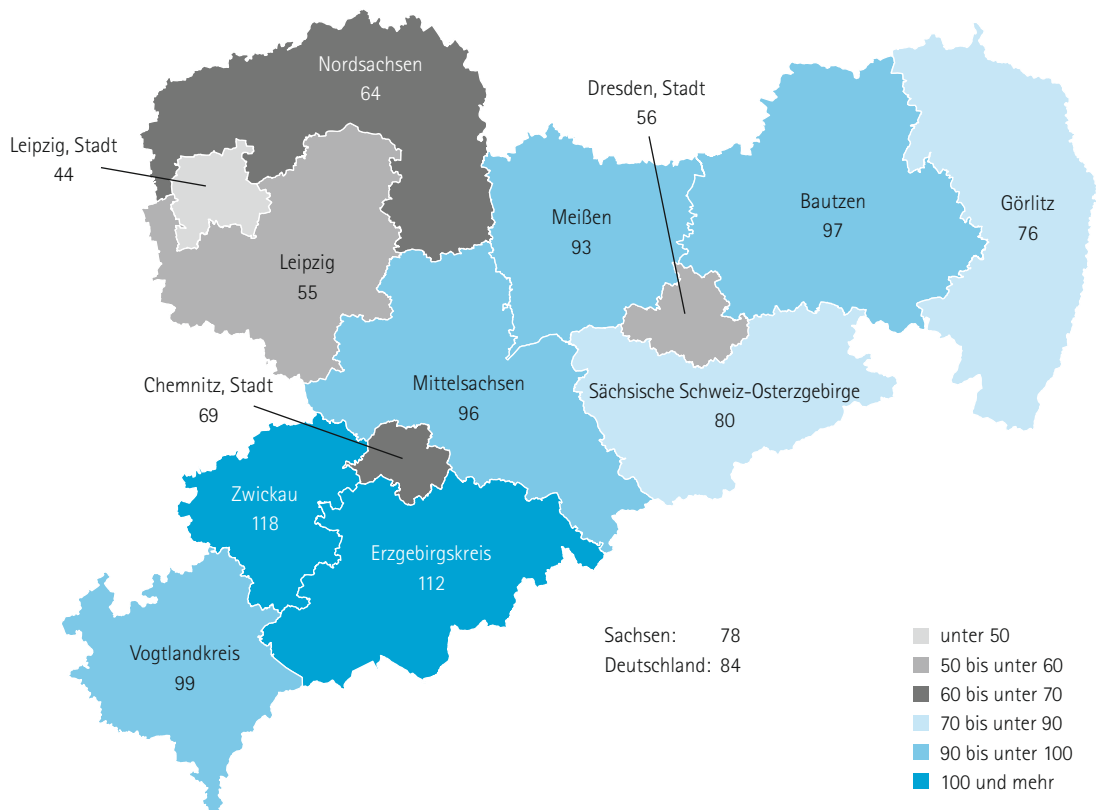 Nordsachsen
64
Dresden, Stadt
56
Leipzig, Stadt
44
Meißen
93
Bautzen
97
Görlitz
76
Leipzig
55
Chemnitz, Stadt
69
Mittelsachsen
96
Sächsische Schweiz-Osterzgebirge
80
Zwickau
118
Erzgebirgskreis
112
Vogtlandkreis
99
Sachsen: 78
Deutschland: 84
unter 50
50 bis unter 60
60 bis unter 70
70 bis unter 90
90 bis unter 100
100 und mehr